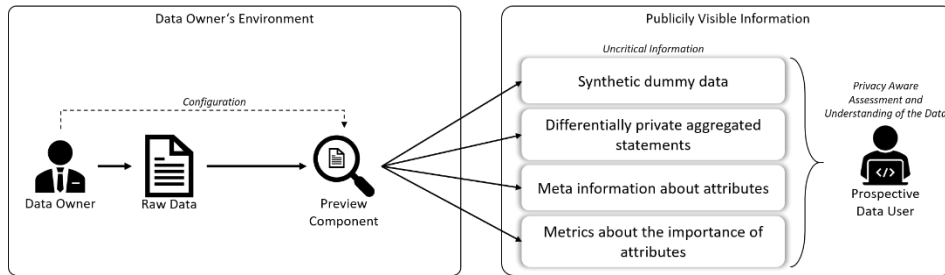 Data Owner's Environment
Configuration
Data Owner
Raw Data
Preview
Component
Publicily Visible Information
Uncritical Information
Synthetic dummy data
Differentially private aggregated
statements
Meta information about attributes
Metrics about the importance of
attributes
Privacy Aware
Assessment and
Understanding of the Data
</>
Prospective
Data User